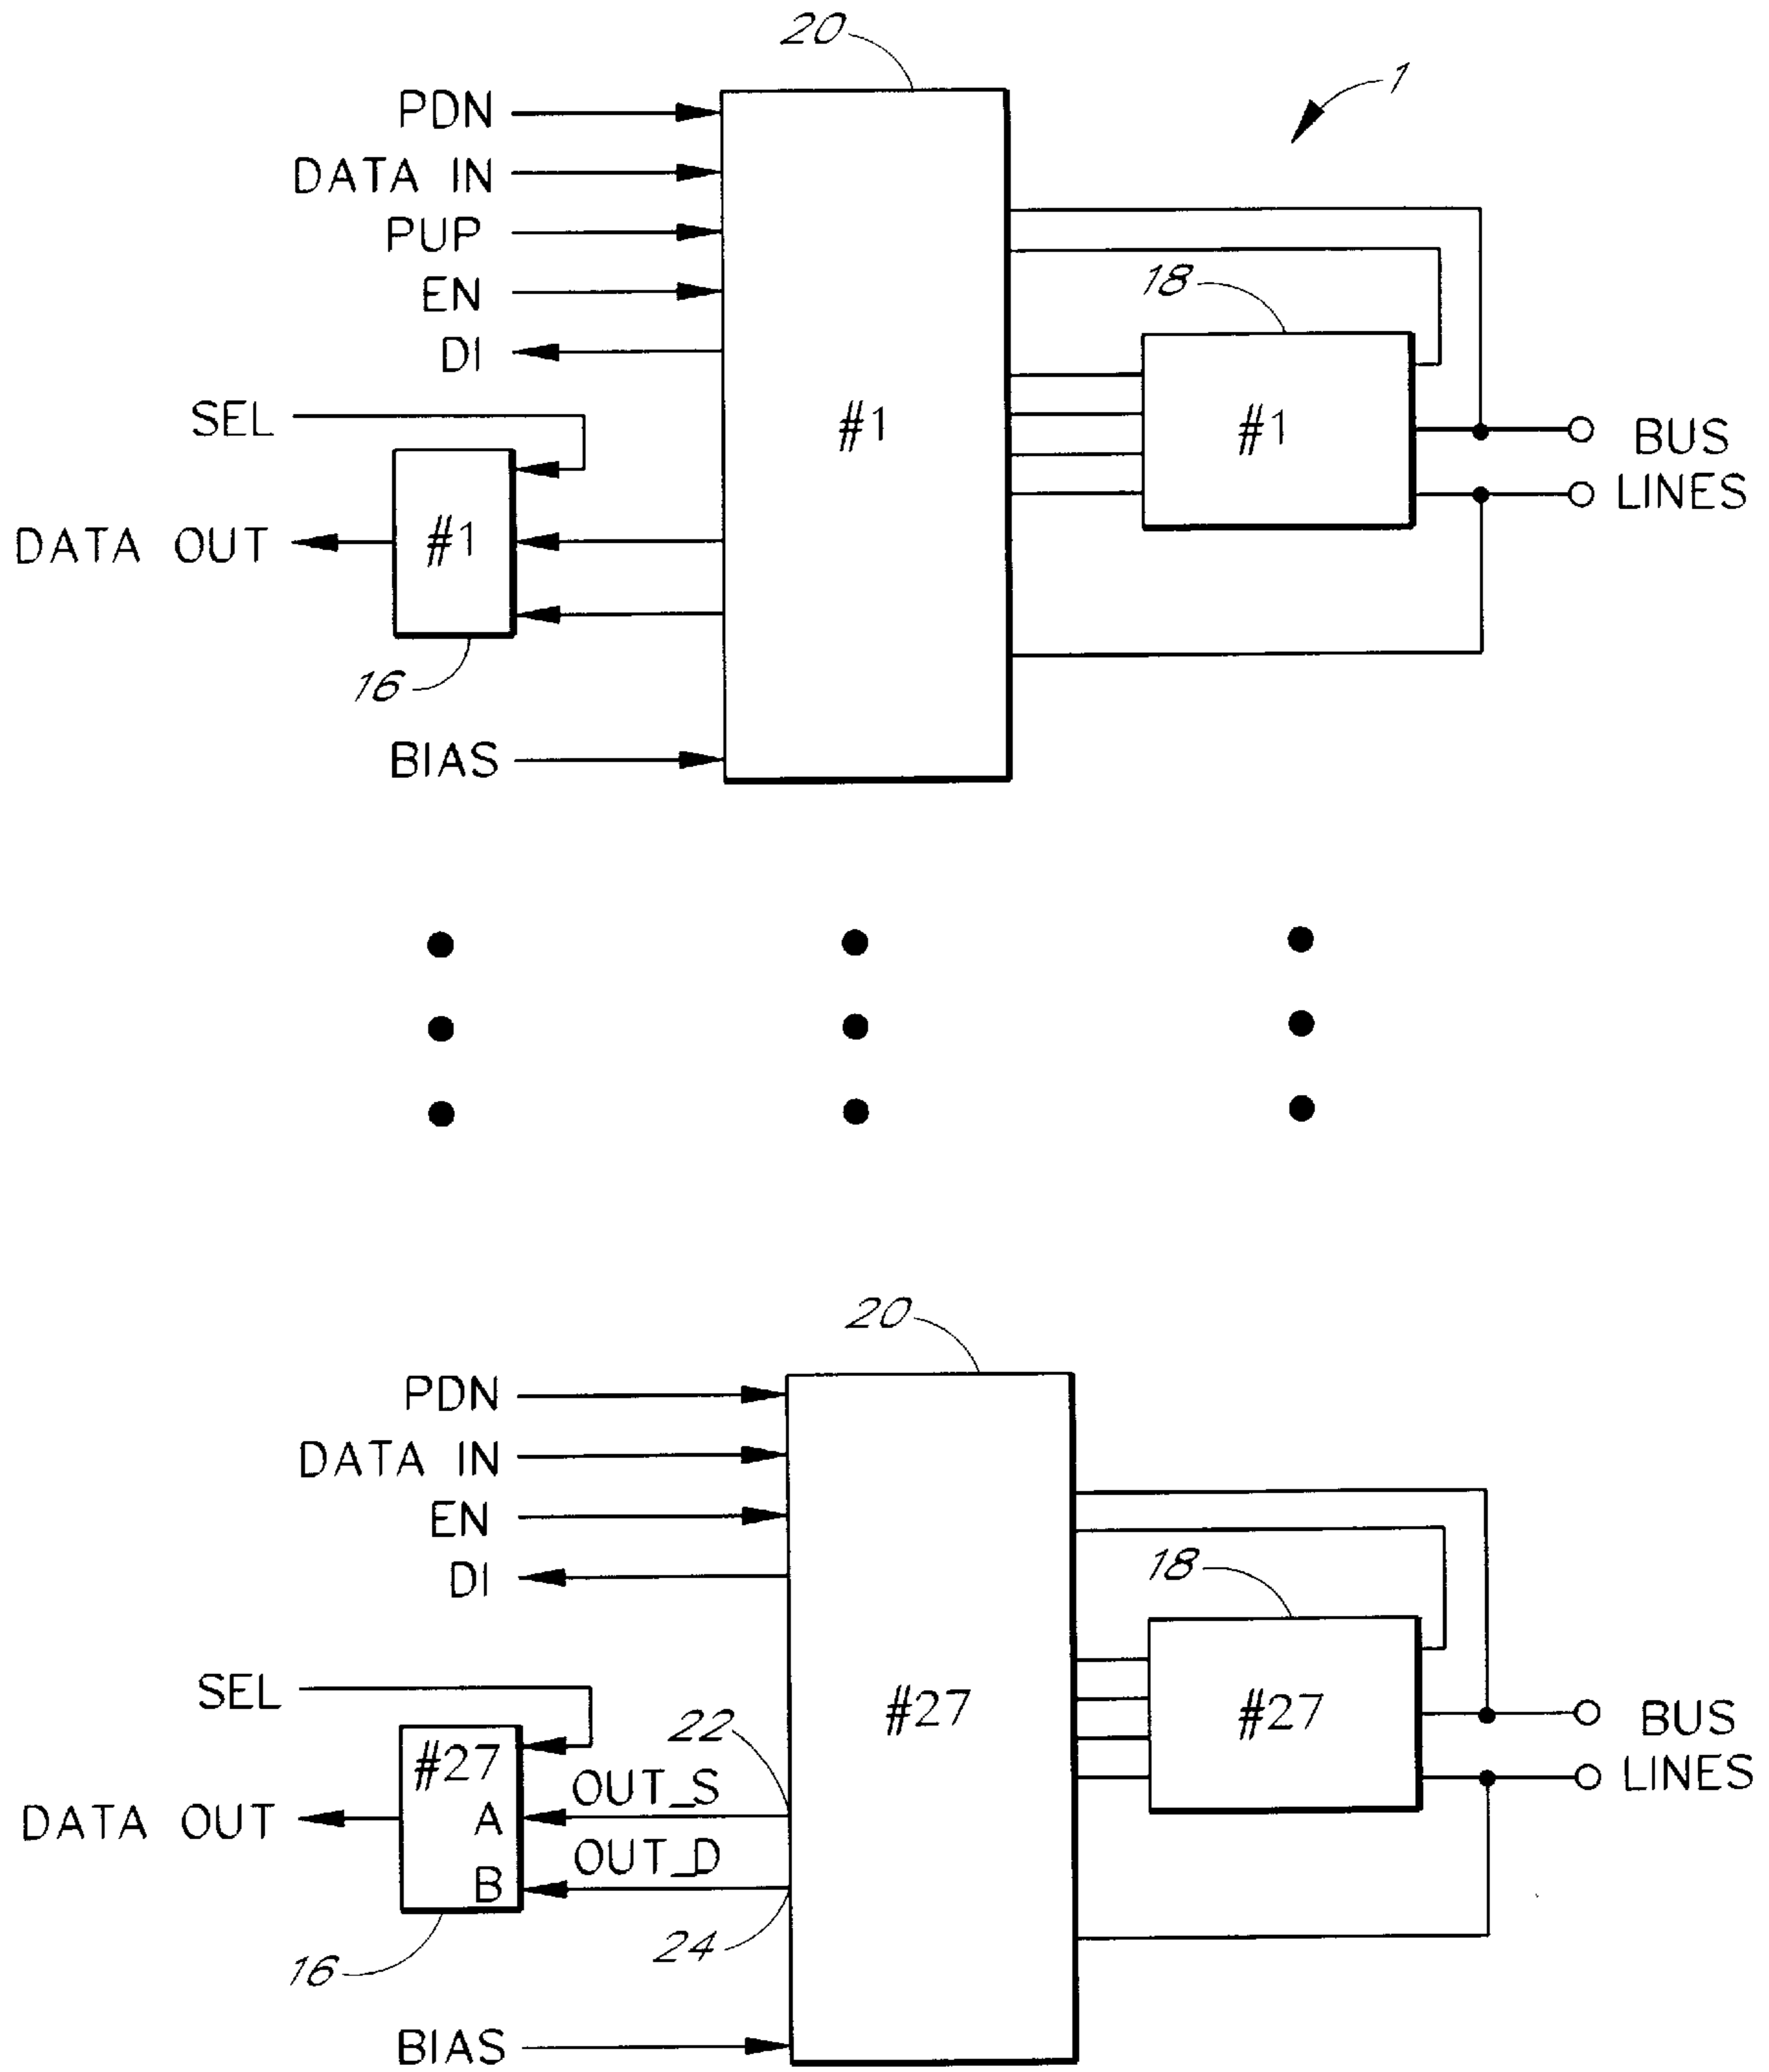 20
1
PDN
DATA IN
PUP
EN
DI
SEL
DATA OUT
#1
16
BIAS
#1
18
#1
BUS
LINES
20
PDN
DATA IN
EN
DI
SEL
DATA OUT
#27
A
B
16
22
OUT_S
OUT_D
24
BIAS
#27
18
#27
BUS
LINES